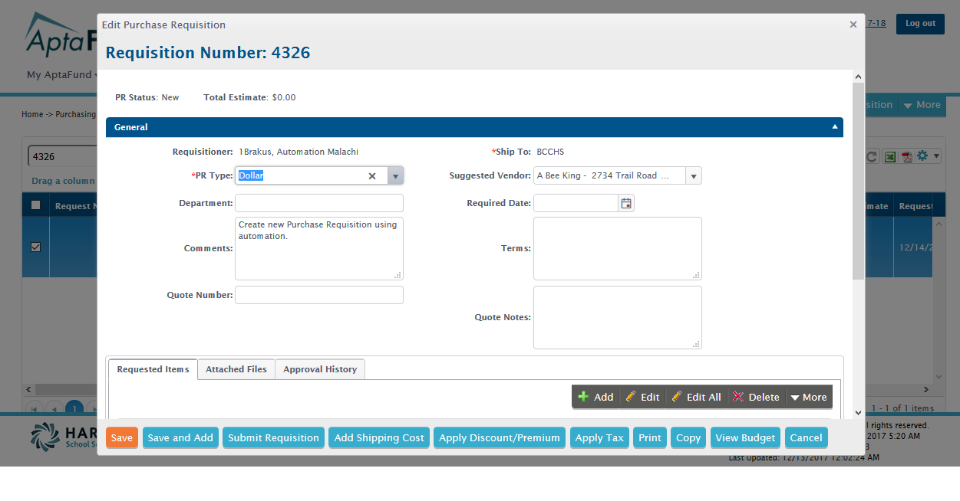 Edit Purchase Requisition
Requisition Number: 4326
PR Status: New Total Estimate: $0.00
General
Requisitioner: 1Brakus, Automation Malachi
*Ship To: BCCHS
*PR Type: Dollar
Suggested Vendor: A Bee King - 2734 Trail Road ...
Department:
Required Date:
Comments: Create new Purchase Requisition using
automation.
Terms:
Quote Number:
Quote Notes:
Requested Items Attached Files Approval History
Add Edit Edit All Delete More
Save Save and Add Submit Requisition Add Shipping Cost Apply Discount/Premium Apply Tax Print Copy View Budget Cancel
AptaF
7-18 Log out
My AptaFund
Home -> Purchasing
sition More
4326
Drag a column
Request N
mate Request
12/14/2
1
1 - 1 of 1 items
HAR
School S
l rights reserved.
2017 5:20 AM
3
Last Updated: 12/13/2017 12:02:24 AM